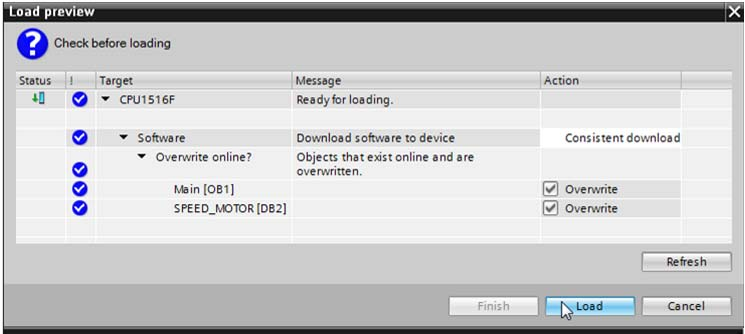 Load preview
?
Check before loading
Status ! Target Message Action
CPU1516F Ready for loading.
Software Download software to device Consistent download
Overwrite online? Objects that exist online and are
overwritten.
Main [OB1] Overwrite
SPEED_MOTOR [DB2] Overwrite
Refresh
Finish Load Cancel